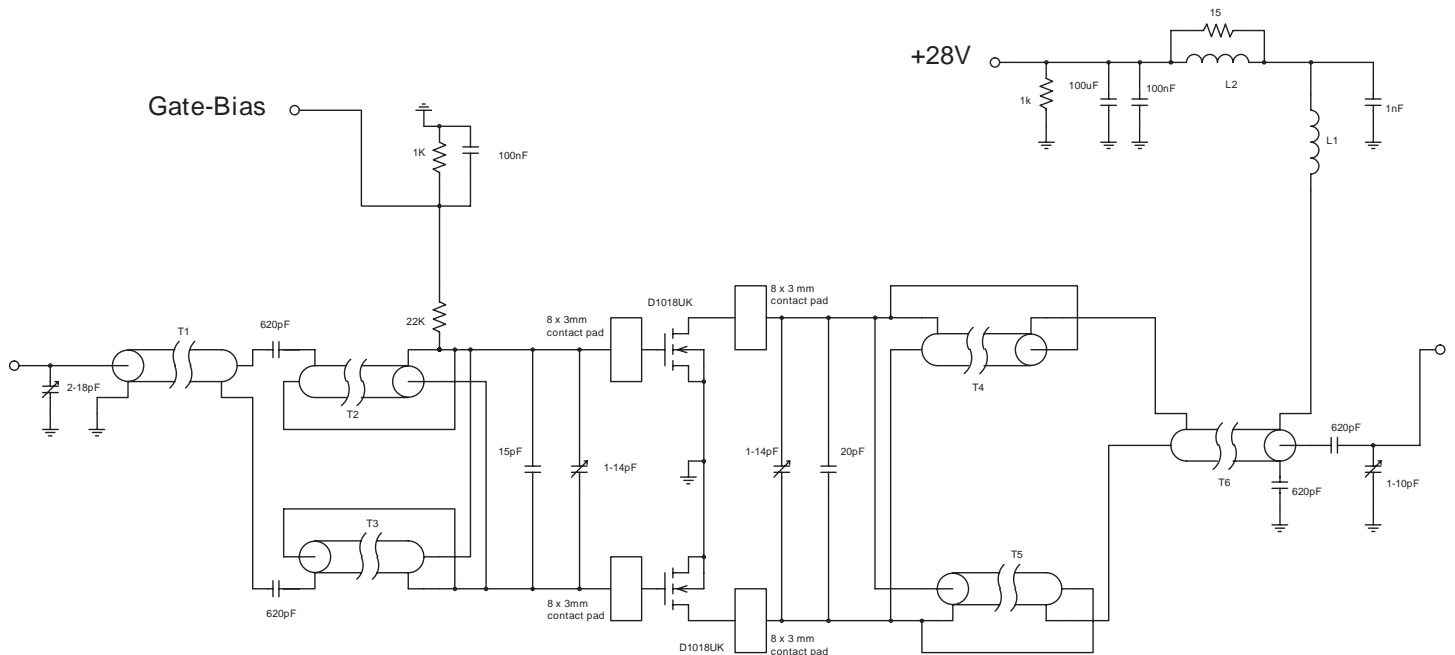 15
+28V
L2
1k
100uF
100nF
1nF
L1
Gate-Bias
1K
100nF
8 x 3 mm
contact pad
D1018UK
8 x 3mm
contact pad
22K
T1
620pF
2-18pF
T2
T4
15pF
1-14pF
1-14pF
20pF
620pF
T6
620pF
1-10pF
T3
T5
620pF
8 x 3mm
contact pad
D1018UK
8 x 3 mm
contact pad